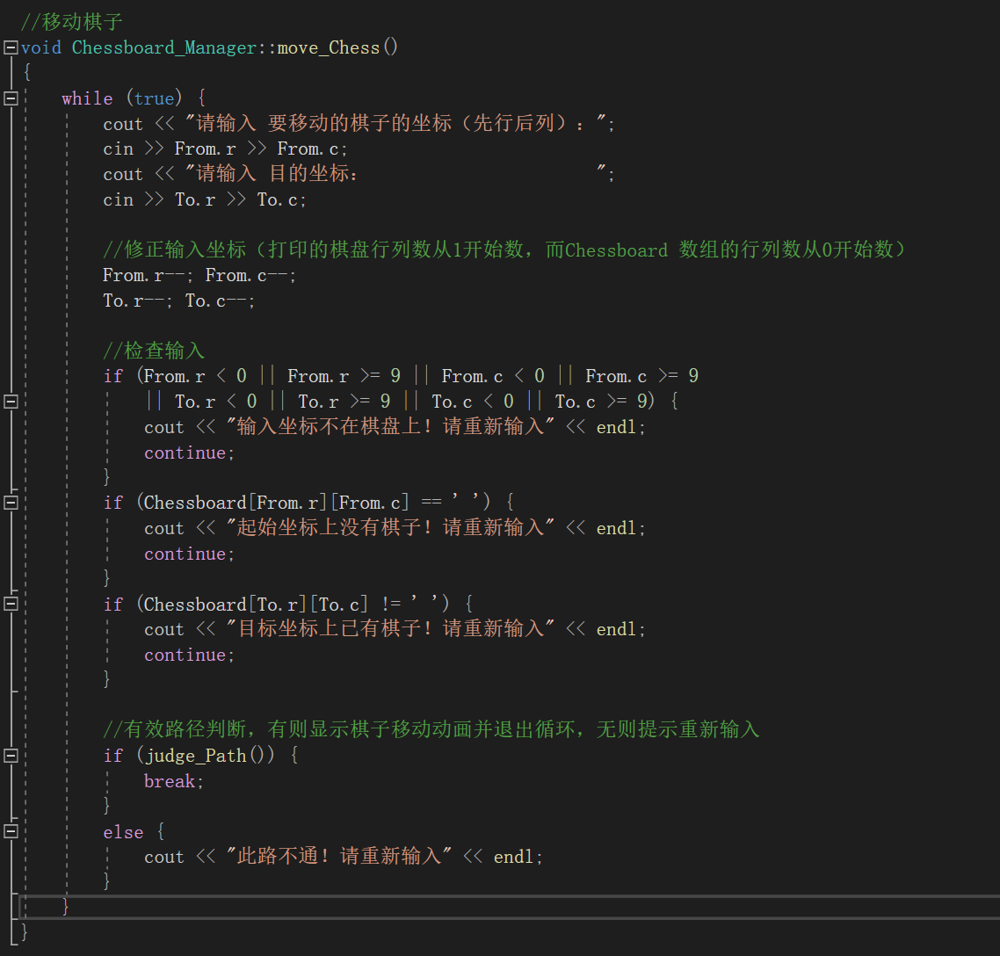 //移动棋子
void Chessboard_Manager::move_Chess()
{
    while (true) {
        cout << "请输入 要移动的棋子的坐标（先行后列）：";
        cin >> From.r >> From.c;
        cout << "请输入 目的坐标：                       ";
        cin >> To.r >> To.c;

        //修正输入坐标（打印的棋盘行列数从1开始数，而Chessboard 数组的行列数从0开始数）
        From.r--; From.c--;
        To.r--; To.c--;

        //检查输入
        if (From.r < 0 || From.r >= 9 || From.c < 0 || From.c >= 9
            || To.r < 0 || To.r >= 9 || To.c < 0 || To.c >= 9) {
            cout << "输入坐标不在棋盘上！请重新输入" << endl;
            continue;
        }
        if (Chessboard[From.r][From.c] == ' ') {
            cout << "起始坐标上没有棋子！请重新输入" << endl;
            continue;
        }
        if (Chessboard[To.r][To.c] != ' ') {
            cout << "目标坐标上已有棋子！请重新输入" << endl;
            continue;
        }

        //有效路径判断，有则显示棋子移动动画并退出循环，无则提示重新输入
        if (judge_Path()) {
            break;
        }
        else {
            cout << "此路不通！请重新输入" << endl;
        }
    }
}